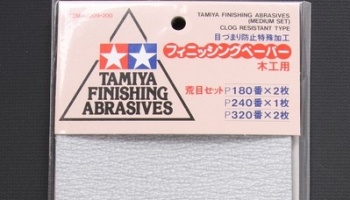 TAMIYA FINISHING ABRASIVES
(MEDIUM SET)
CLOG RESISTANT TYPE
目づまり防止特殊加工
フィニッシングペーパー
木工用
TAMIYA
FINISHING
ABRASIVES
荒目セット P180番×2枚
P240番×1枚
P320番×2枚